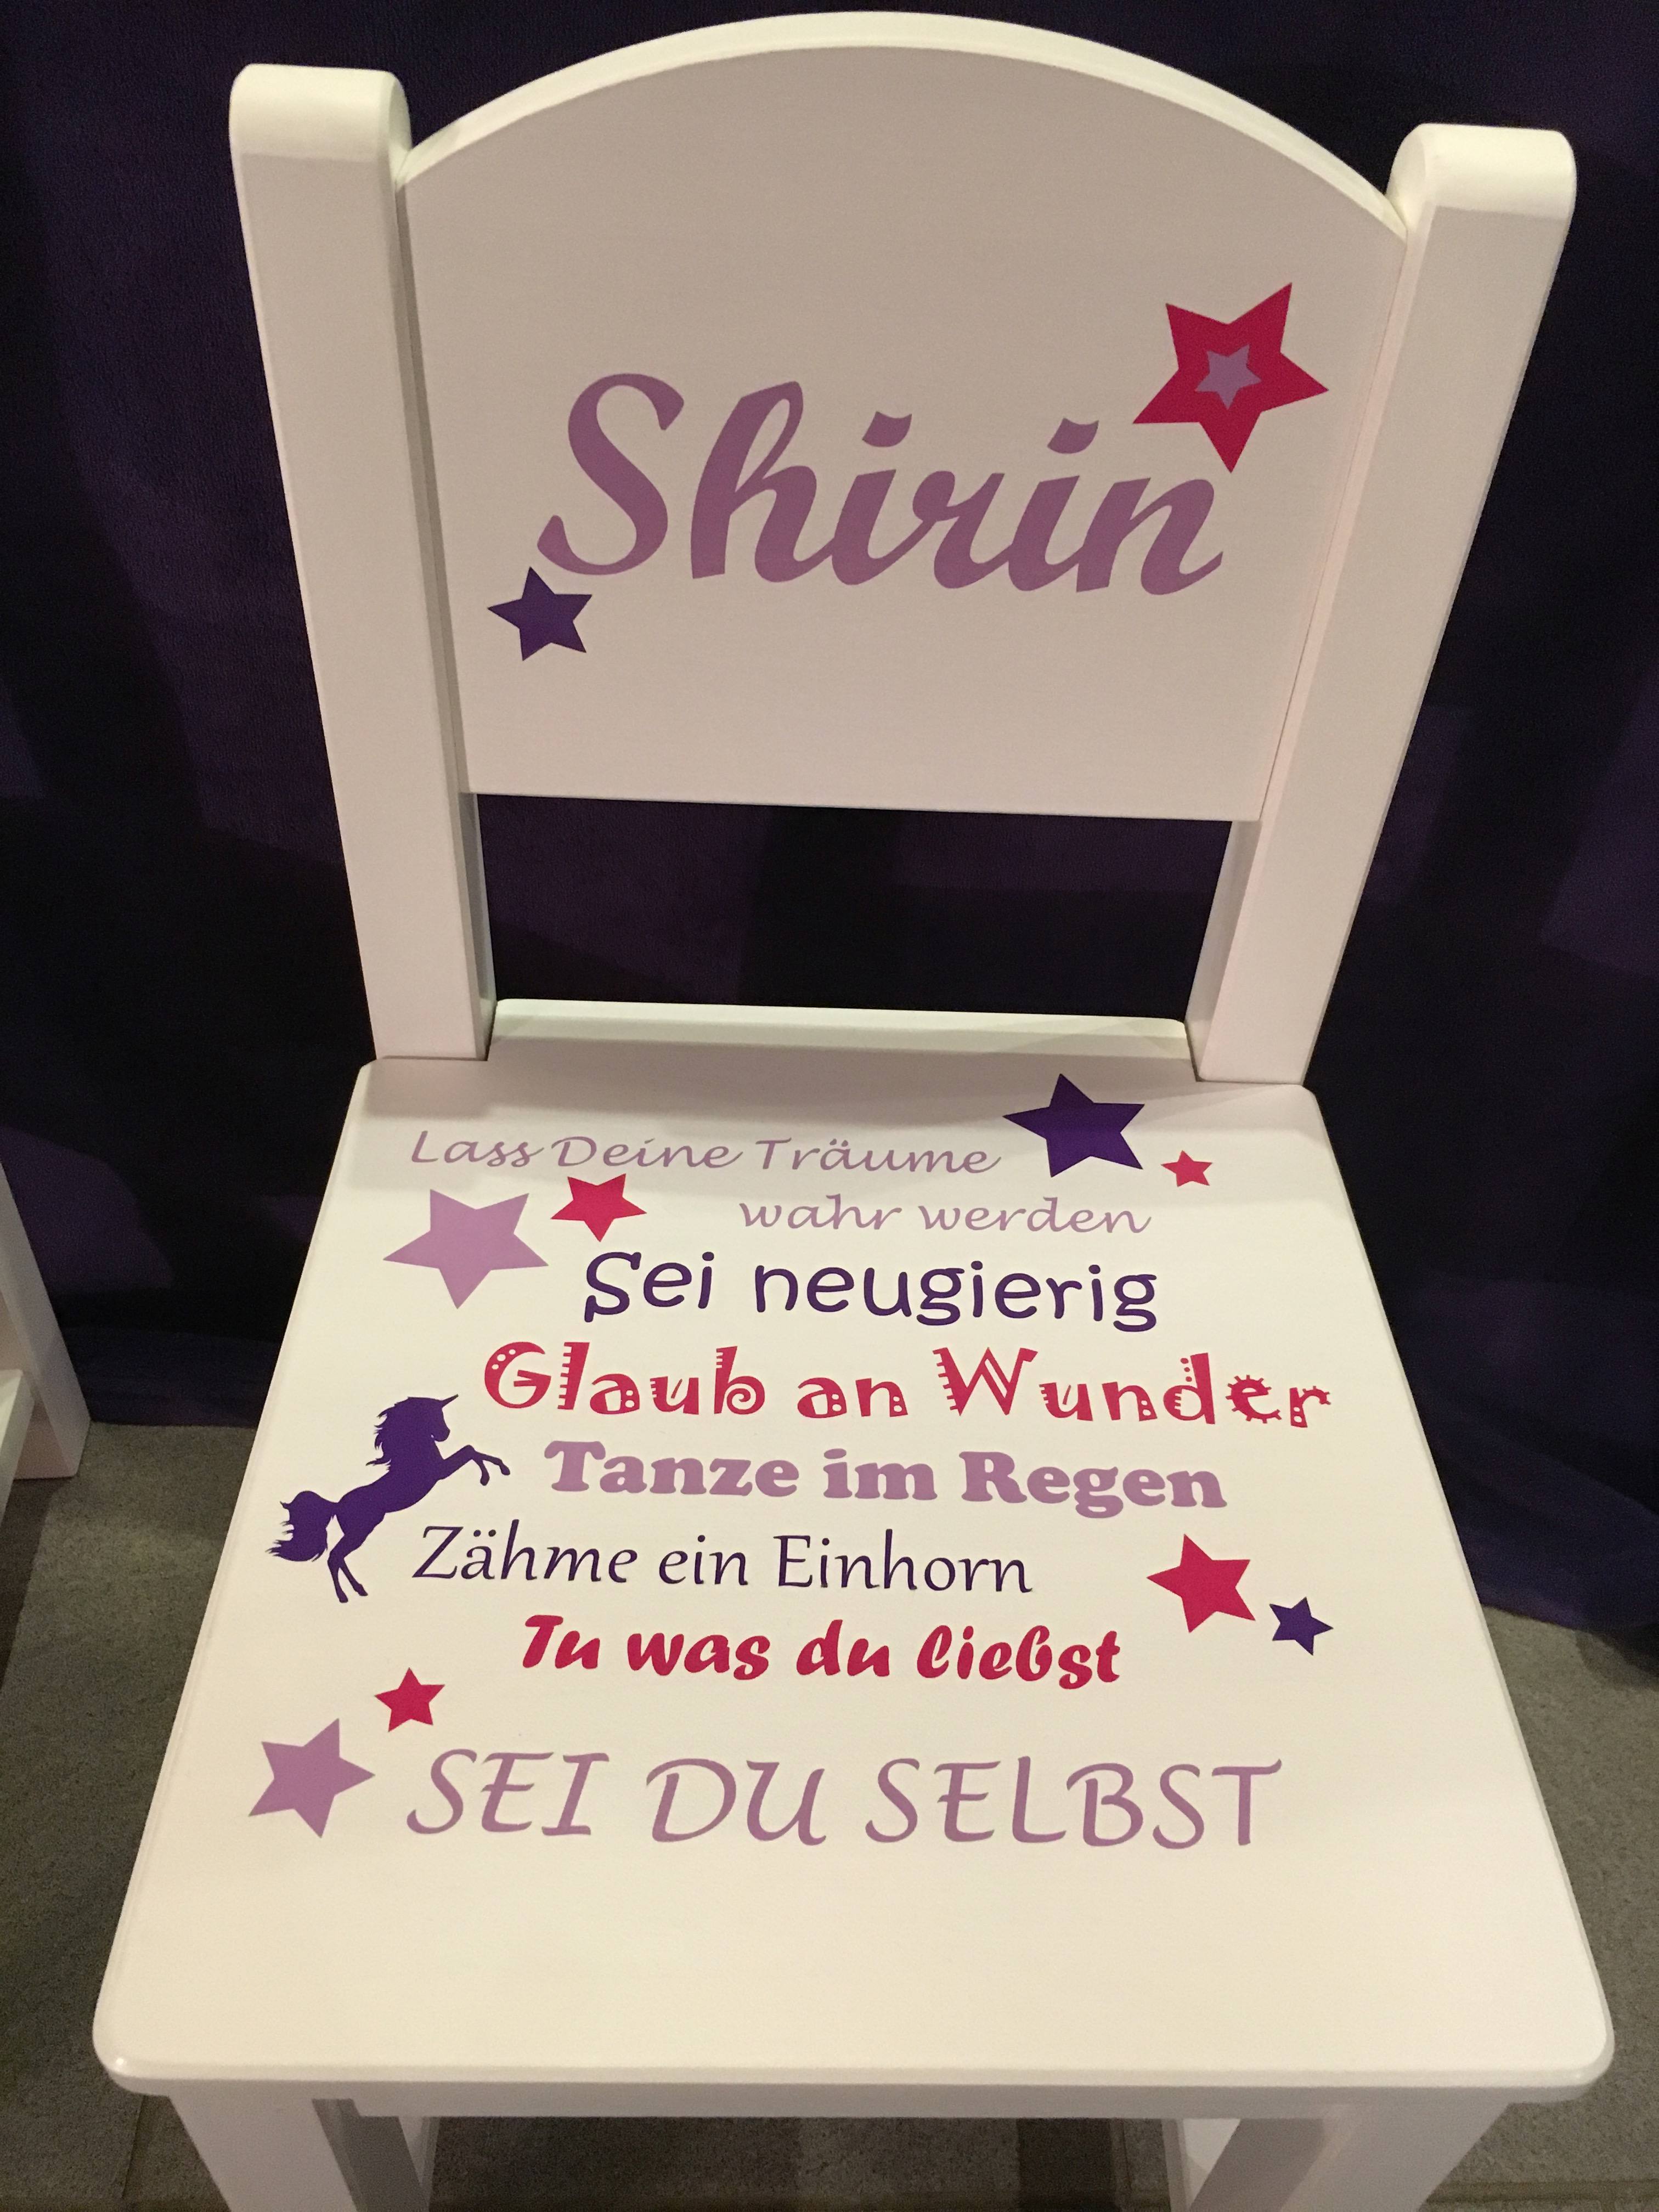 Shirin
Lass Deine Träume
wahr werden
Sei neugierig
Glaub an Wunder
Tanze im Regen
Zähme ein Einhorn
Tu was du liebst
SEI DU SELBST